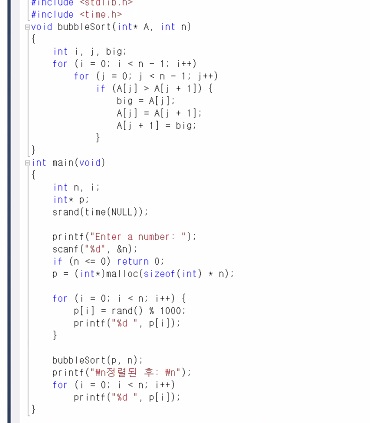 #include <stdlib.h>
#include <time.h>
void bubbleSort(int* A, int n)
{
    int i, j, big;
    for (i = 0; i < n - 1; i++)
        for (j = 0; j < n - 1; j++)
            if (A[j] > A[j + 1]) {
                big = A[j];
                A[j] = A[j + 1];
                A[j + 1] = big;
            }
}
int main(void)
{
    int n, i;
    int* p;
    srand(time(NULL));

    printf("Enter a number: ");
    scanf("%d", &n);
    if (n <= 0) return 0;
    p = (int*)malloc(sizeof(int) * n);

    for (i = 0; i < n; i++) {
        p[i] = rand() % 1000;
        printf("%d ", p[i]);
    }

    bubbleSort(p, n);
    printf("₩n정렬된 후: ₩n");
    for (i = 0; i < n; i++)
        printf("%d ", p[i]);
}